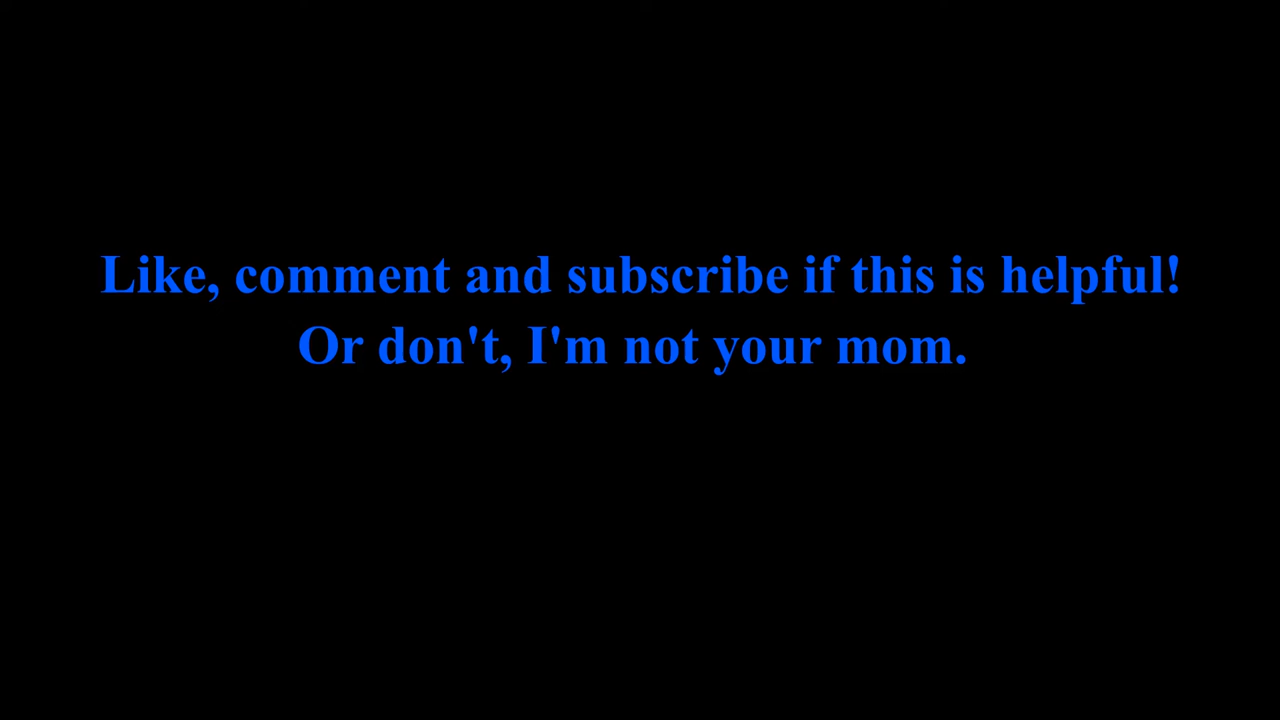 Like, comment and subscribe if this is helpful!
Or don't, I'm not your mom.